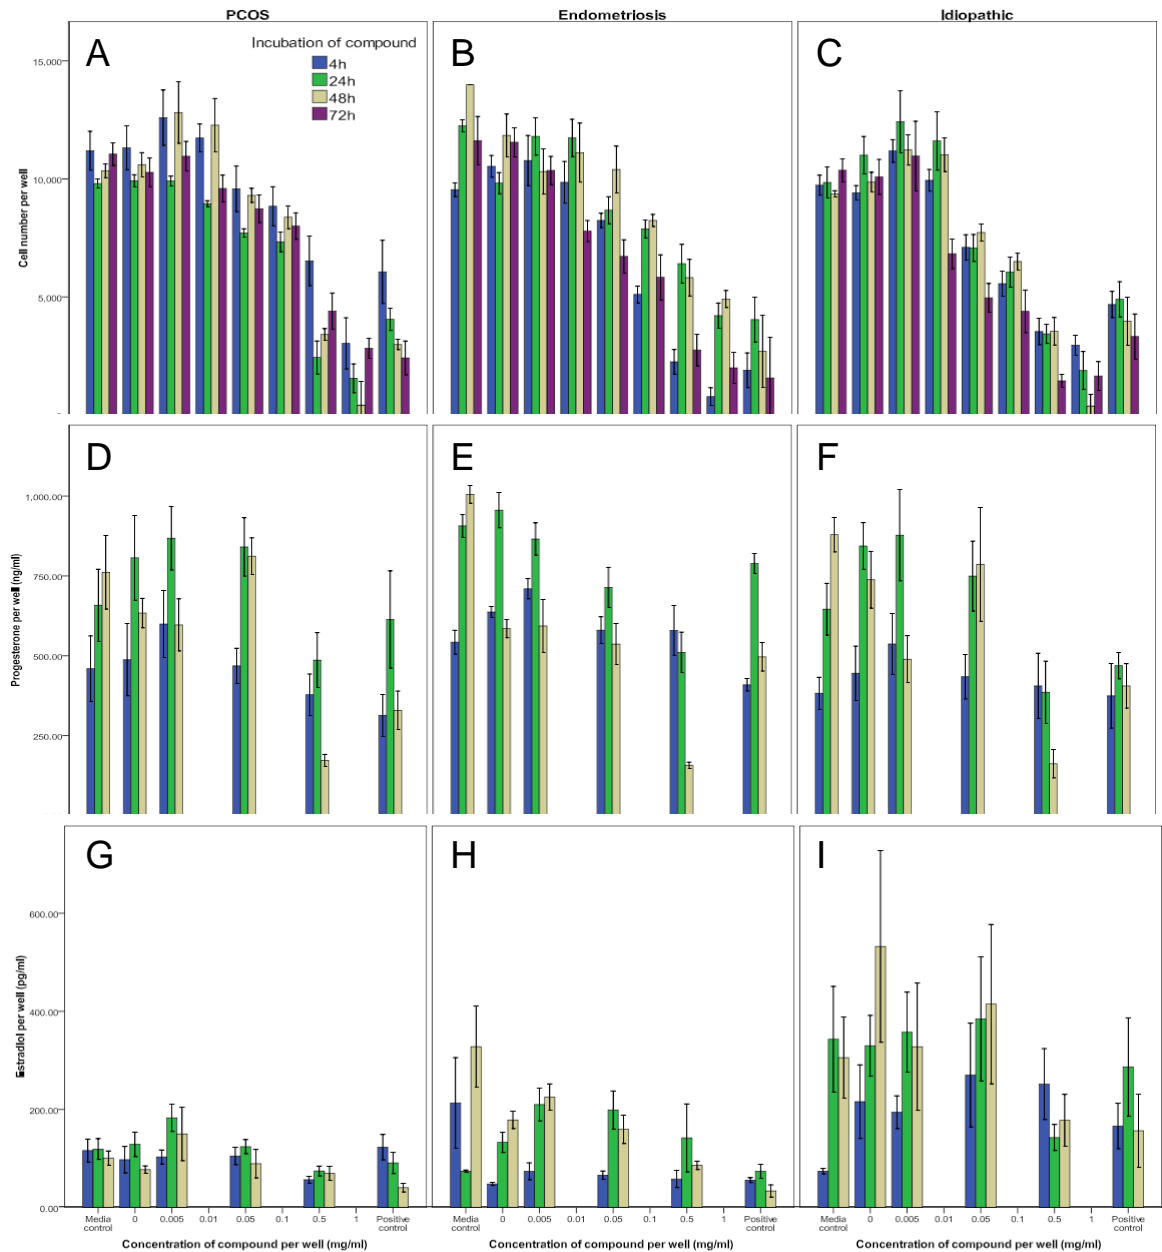 PCOS
Endometriosis
Idiopathic
A
B
C
Incubation of compound
4h
24h
48h
72h
15,000
10,000
5,000
Cell number per well
D
E
F
1,000.00
750.00
500.00
250.00
Progesterone per well (ng/ml)
G
H
I
600.00
400.00
200.00
0.00
Estradiol per well (pg/ml)
Media control 0 0.005 0.01 0.05 0.1 0.5 1 Positive control
Media control 0 0.005 0.01 0.05 0.1 0.5 1 Positive control
Media control 0 0.005 0.01 0.05 0.1 0.5 1 Positive control
Concentration of compound per well (mg/ml)
Concentration of compound per well (mg/ml)
Concentration of compound per well (mg/ml)